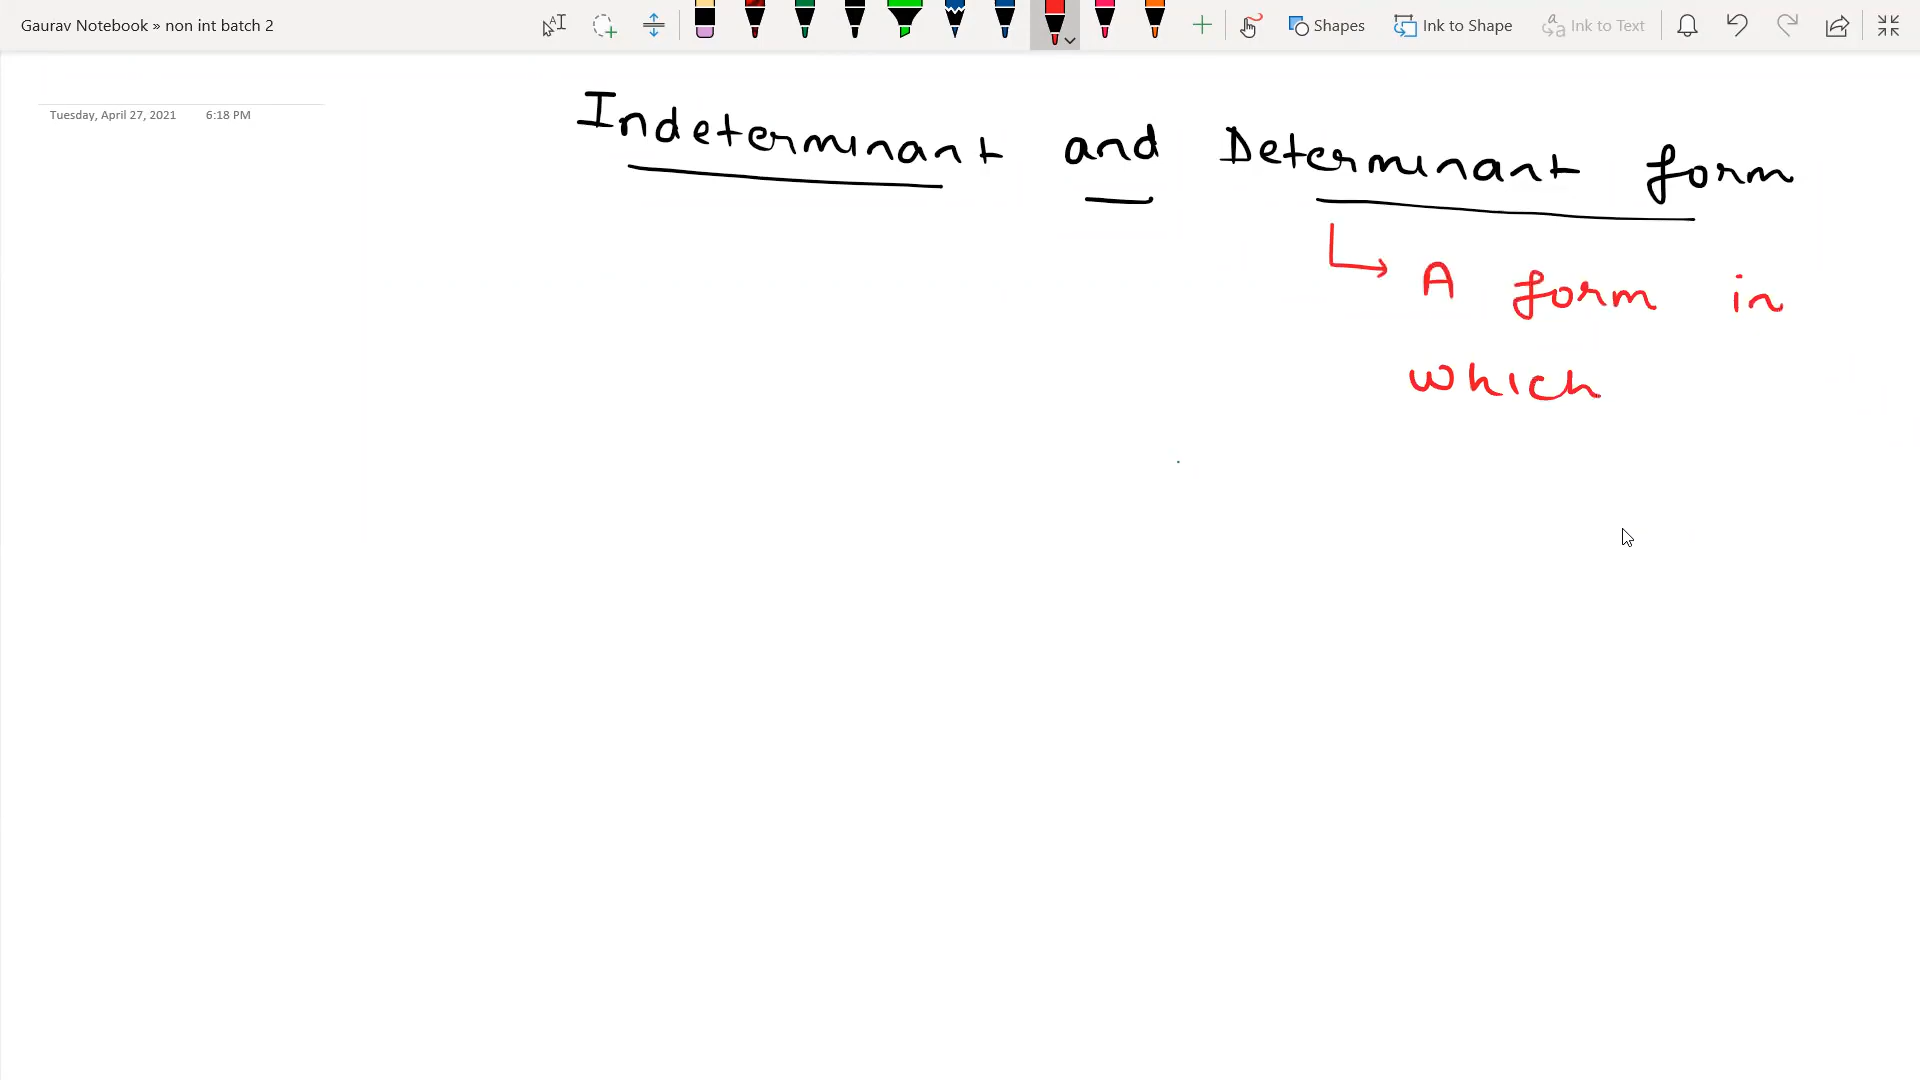 Gaurav Notebook » non int batch 2
Shapes
Ink to Shape
Ink to Text
Tuesday, April 27, 2021 6:18 PM
Indeterminant and Determinant form
A form in
which